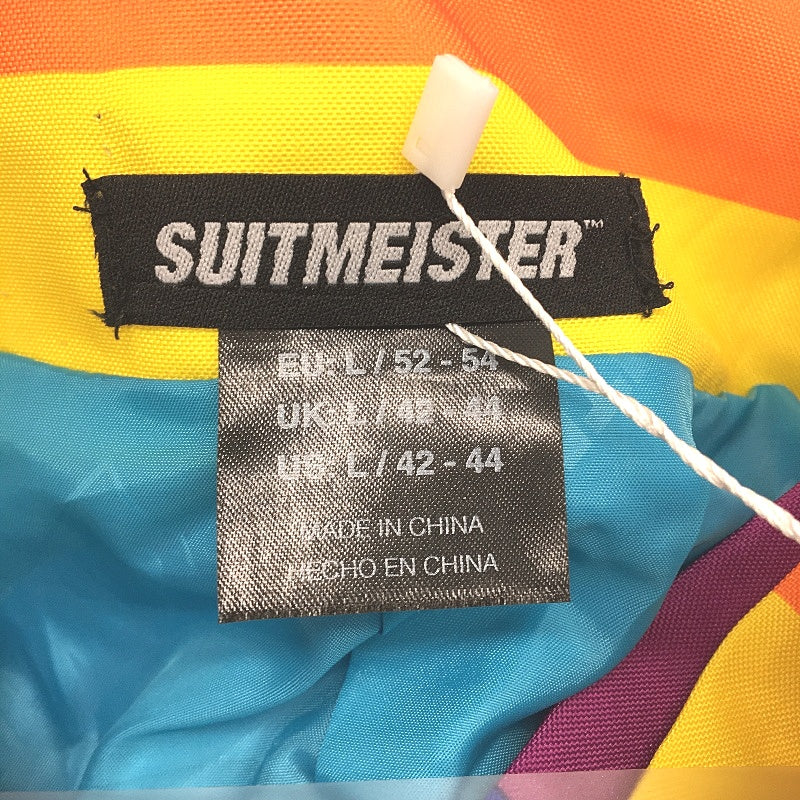 SUITMEISTER™
EU: L / 52 - 54
UK: L / 42 - 44
US: L / 42 - 44
MADE IN CHINA
HECHO EN CHINA